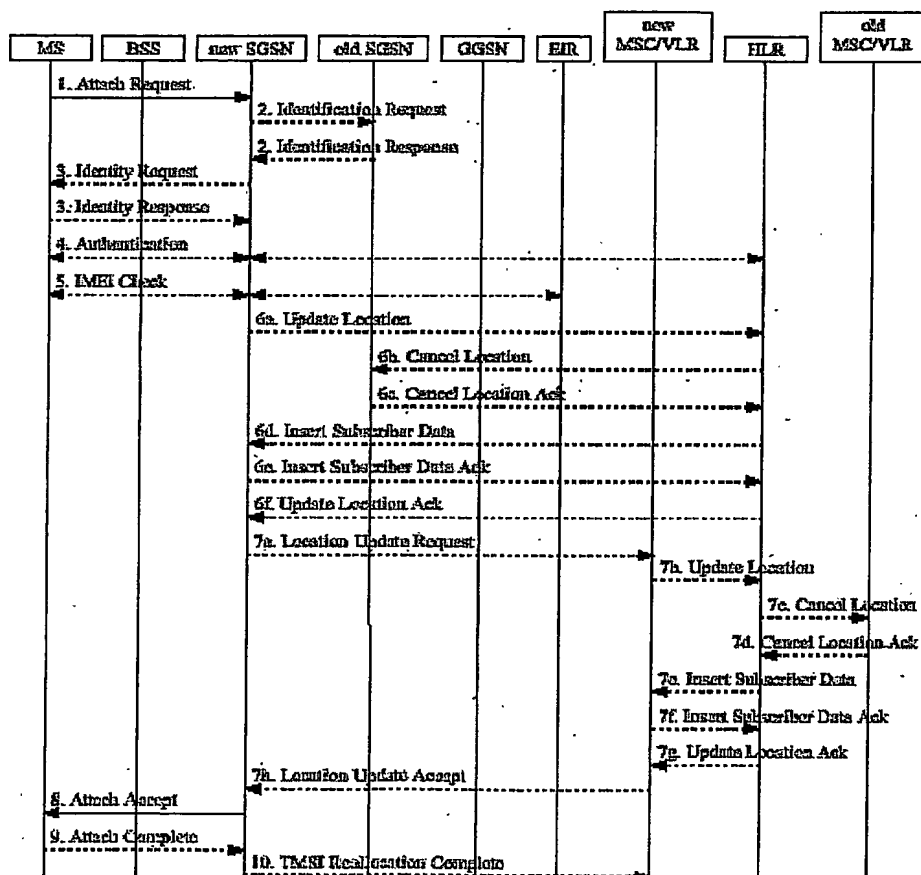 new MSC/VLR
old MSC/VLR
MS
BSS
new SGSN
old SGSN
GGSN
EIR
HLR
1. Attach Request
2. Identification Request
2. Identification Response
3. Identity Request
3. Identity Response
4. Authentication
5. IMEI Check
6a. Update Location
6b. Cancel Location
6c. Cancel Location Ack
6d. Insert Subscriber Data
6e. Insert Subscriber Data Ack
6f. Update Location Ack
7a. Location Update Request
7b. Update Location
7c. Cancel Location
7d. Cancel Location Ack
7e. Insert Subscriber Data
7f. Insert Subscriber Data Ack
7g. Update Location Ack
7h. Location Update Accept
8. Attach Accept
9. Attach Complete
10. TMSI Reallocation Complete